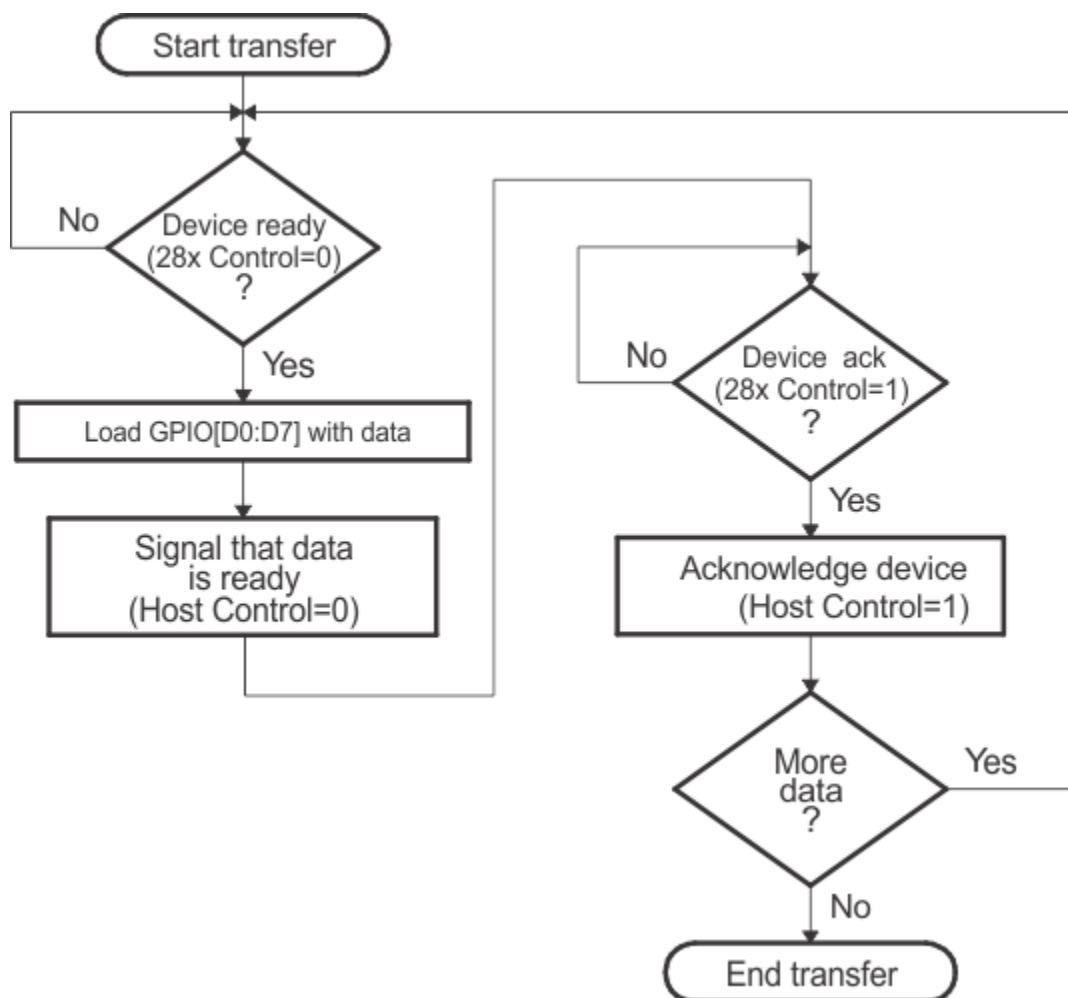 Start transfer
No
Device ready
(28x Control=0)
?
Yes
Load GPIO[D0:D7] with data
Signal that data
is ready
(Host Control=0)
No
Device ack
(28x Control=1)
?
Yes
Acknowledge device
(Host Control=1)
More
data
?
Yes
No
End transfer